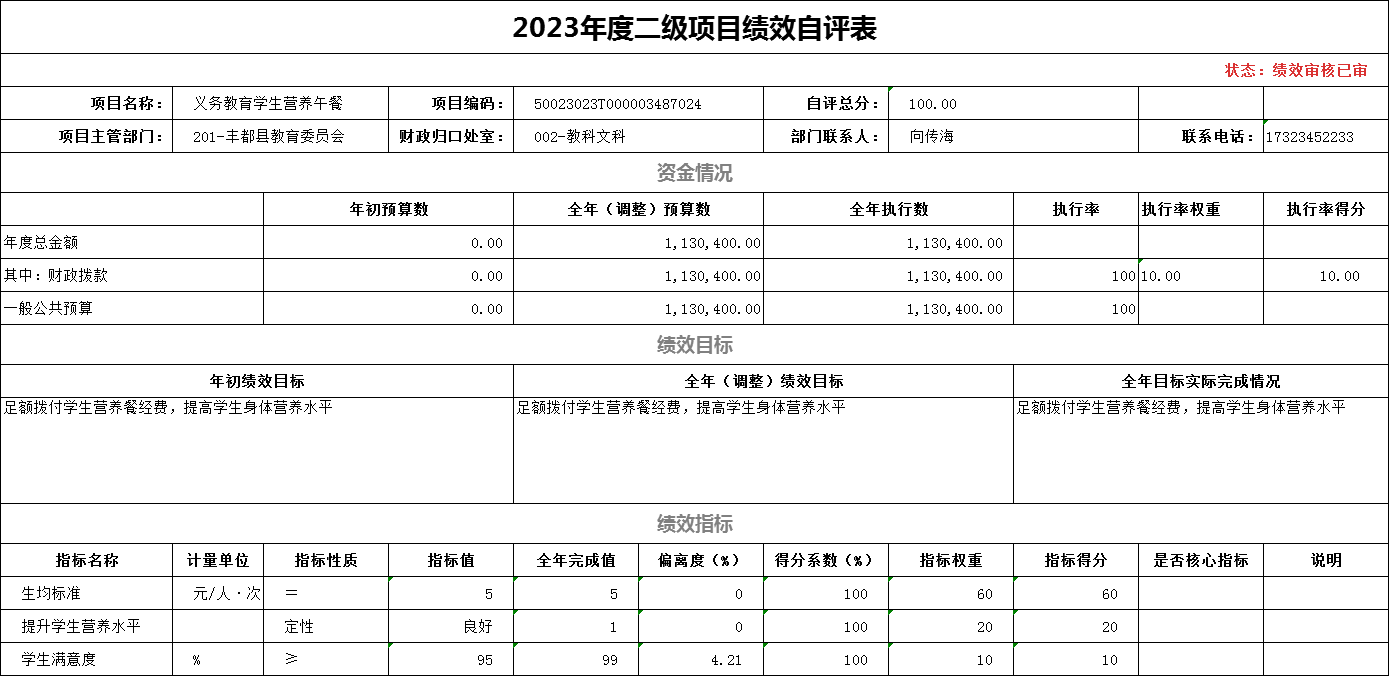 2023年度二级项目绩效自评表
状态：绩效审核已审
项目名称： 义务教育学生营养午餐 项目编码： 50023023T000003487024 自评总分： 100.00
项目主管部门： 201-丰都县教育委员会 财政归口处室： 002-教科文科 部门联系人： 向传海 联系电话： 17323452233
资金情况
年初预算数 全年（调整）预算数 全年执行数 执行率 执行率权重 执行率得分
年度总金额 0.00 1,130,400.00 1,130,400.00
其中：财政拨款 0.00 1,130,400.00 1,130,400.00 100 10.00 10.00
一般公共预算 0.00 1,130,400.00 1,130,400.00 100
绩效目标
年初绩效目标 全年（调整）绩效目标 全年目标实际完成情况
足额拨付学生营养餐经费，提高学生身体营养水平 足额拨付学生营养餐经费，提高学生身体营养水平 足额拨付学生营养餐经费，提高学生身体营养水平
绩效指标
指标名称 计量单位 指标性质 指标值 全年完成值 偏离度（%） 得分系数（%） 指标权重 指标得分 是否核心指标 说明
生均标准 元/人·次 ＝ 5 5 0 100 60 60
提升学生营养水平 定性 良好 1 0 100 20 20
学生满意度 % ≥ 95 99 4.21 100 10 10